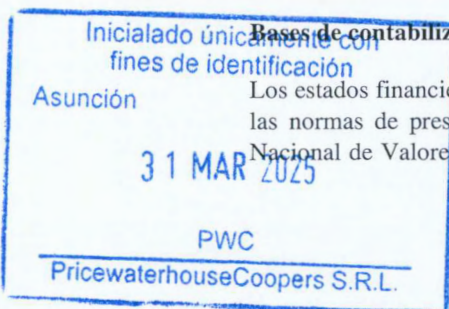 Inicialado únicamente con
fines de identificación
Asunción
31 MAR 2025
PWC
PricewaterhouseCoopers S.R.L.
Bases de contabiliz
Los estados financie
las normas de pres
Nacional de Valore